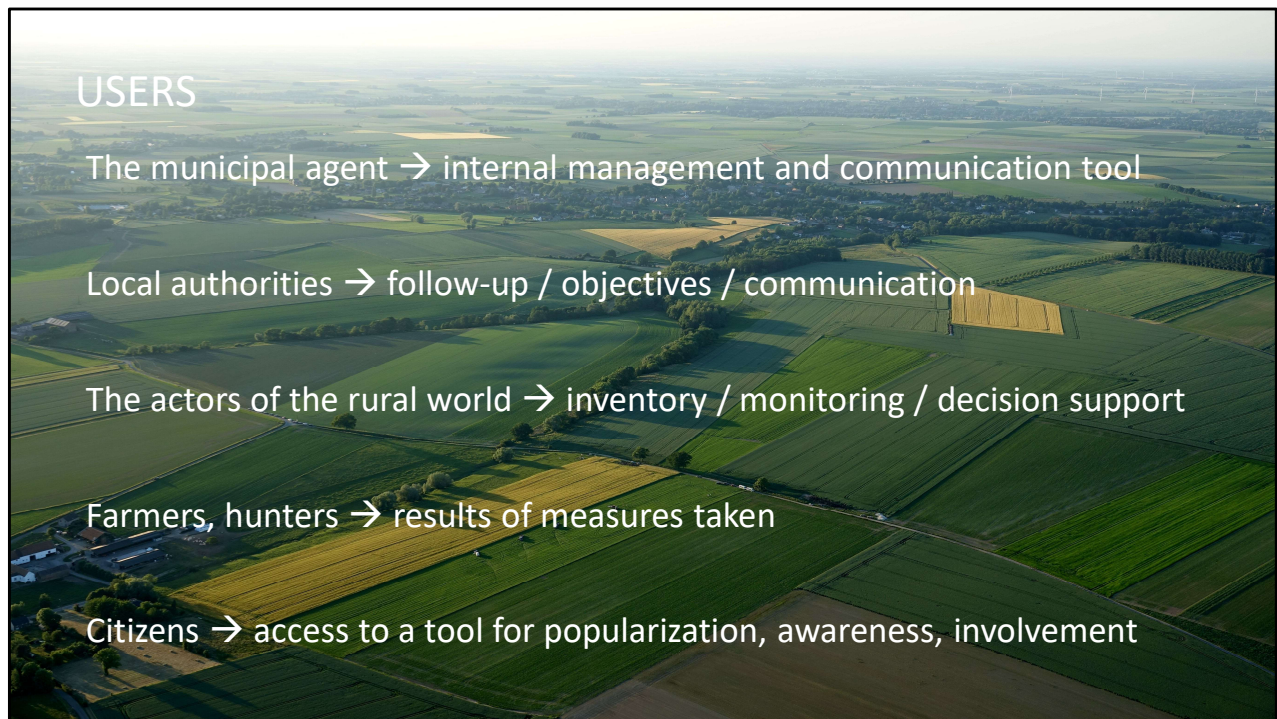 USERS
The municipal agent → internal management and communication tool
Local authorities → follow-up / objectives / communication
The actors of the rural world → inventory / monitoring / decision support
Farmers, hunters → results of measures taken
Citizens → access to a tool for popularization, awareness, involvement